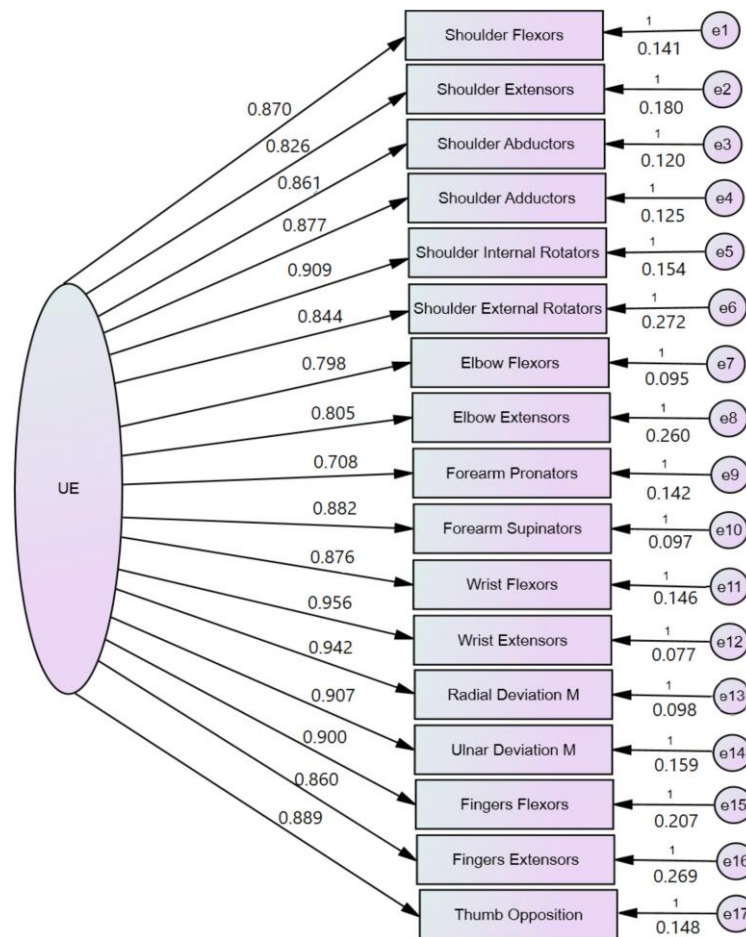 Shoulder Flexors
1
0.141
e1
0.870
Shoulder Extensors
1
0.180
e2
0.826
Shoulder Abductors
1
0.120
e3
0.861
Shoulder Adductors
1
0.125
e4
0.877
Shoulder Internal Rotators
1
0.154
e5
0.909
Shoulder External Rotators
1
0.272
e6
0.844
Elbow Flexors
1
0.095
e7
0.798
Elbow Extensors
1
0.260
e8
0.805
Forearm Pronators
1
0.142
e9
0.708
UE
Forearm Supinators
1
0.097
e10
0.882
Wrist Flexors
1
0.146
e11
0.876
Wrist Extensors
1
0.077
e12
0.956
Radial Deviation M
1
0.098
e13
0.942
Ulnar Deviation M
1
0.159
e14
0.907
Fingers Flexors
1
0.207
e15
0.900
Fingers Extensors
1
0.269
e16
0.860
Thumb Opposition
1
0.148
e17
0.889